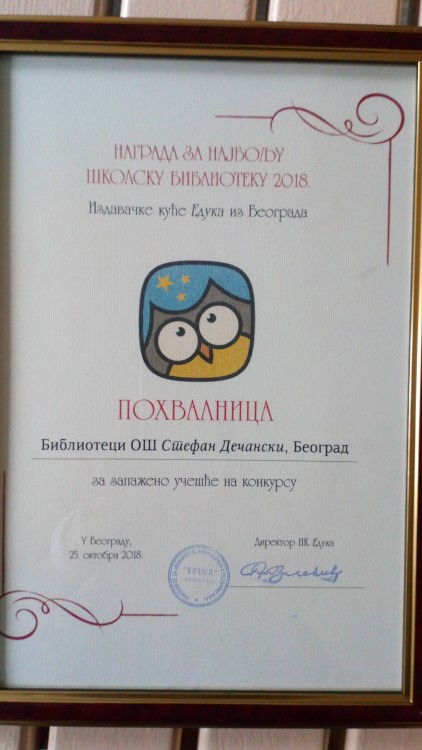 НАГРАДА ЗА НАЈБОЉУ
ШКОЛСКУ БИБЛИОТЕКУ 2018.
Издавачке куће Едука из Београда
ПОХВАЛНИЦА
Библиотеци ОШ Стефан Дечански, Београд
за запажено учешће на конкурсу
У Београду,
25. октобра 2018.
Директор ИК Едука